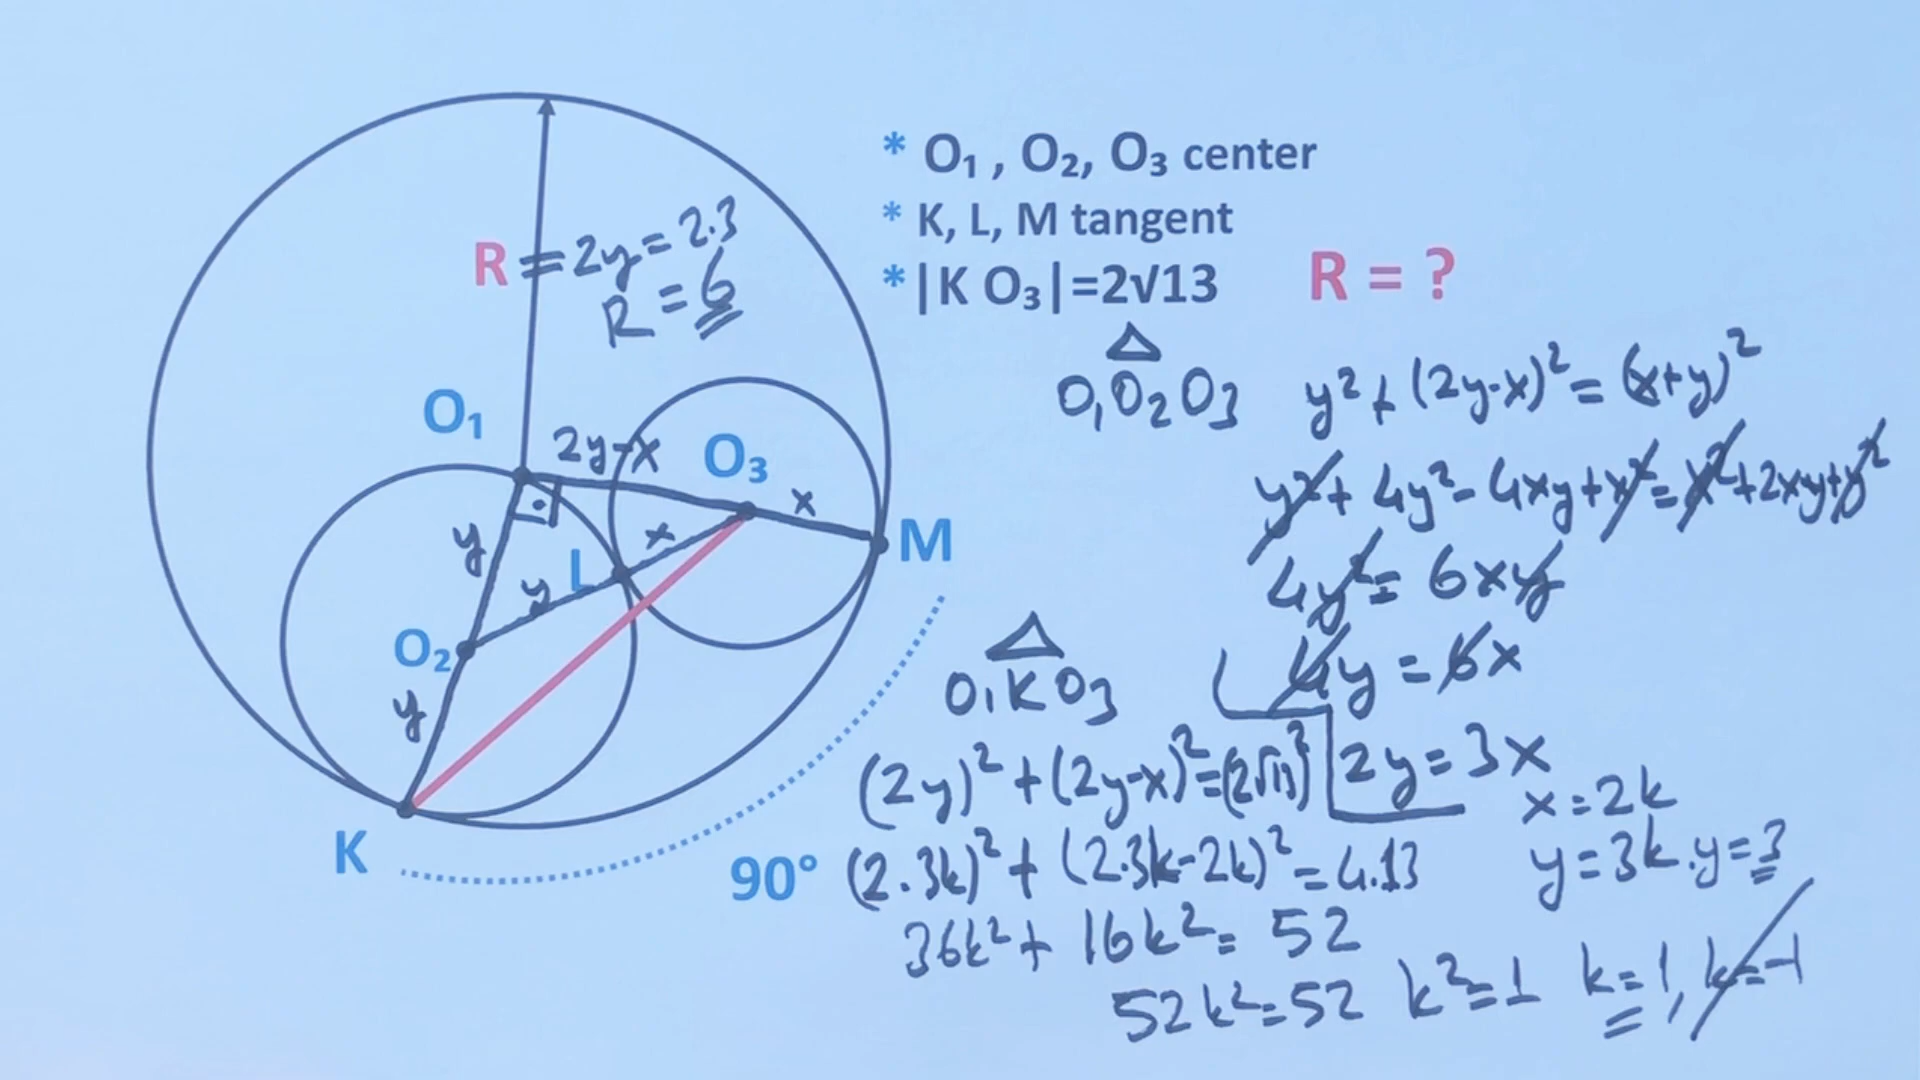 * O₁ , O₂, O₃ center
* K, L, M tangent
* |K O₃|=2√13
R = ?
R = 2y = 2.3
R = 6
O₁
2y-x
O₃
x
M
y
L
x
y
O₂
y
K
90°
△
O₁O₂O₃
y² + (2y-x)² = (x+y)²
y² + 4y² - 4xy + x² = x² + 2xy + y²
4y² = 6xy
4y = 6x
2y = 3x
x = 2k
y = 3k . y = 3
△
O₁KO₃
(2y)² + (2y-x)² = (2√13)²
(2.3k)² + (2.3k-2k)² = 4.13
36k² + 16k² = 52
52k² = 52 k² = 1 k = 1, k = -1